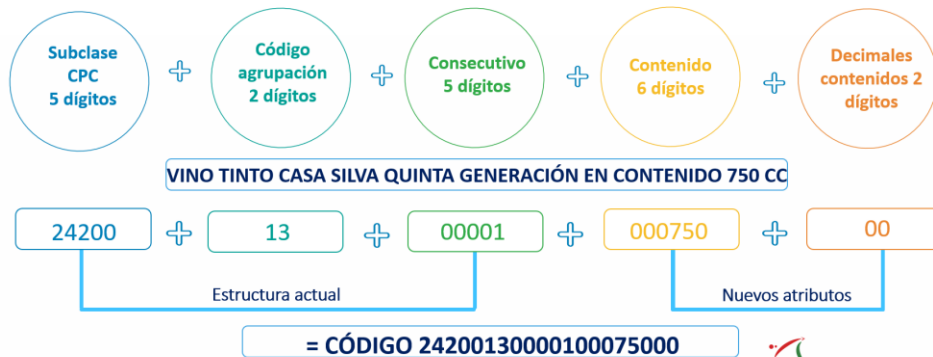 Subclase
CPC
5 dígitos
Código
agrupación
2 dígitos
Consecutivo
5 dígitos
Contenido
6 dígitos
Decimales
contenidos 2
dígitos
VINO TINTO CASA SILVA QUINTA GENERACIÓN EN CONTENIDO 750 CC
24200
13
00001
000750
00
Estructura actual
Nuevos atributos
= CÓDIGO 24200130000100075000